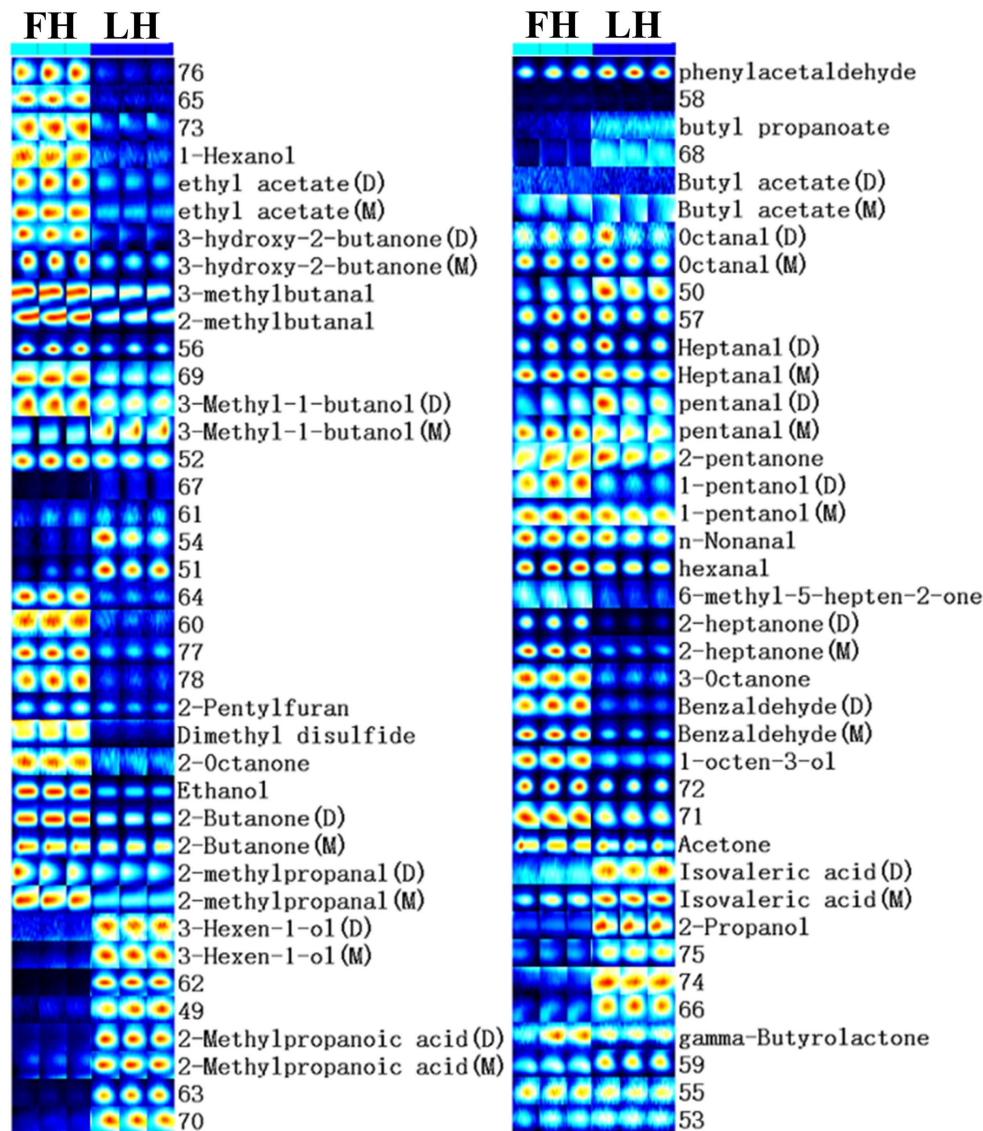 FH LH
76
65
73
1-Hexanol
ethyl acetate(D)
ethyl acetate(M)
3-hydroxy-2-butanone(D)
3-hydroxy-2-butanone(M)
3-methylbutanal
2-methylbutanal
56
69
3-Methyl-1-butanol(D)
3-Methyl-1-butanol(M)
52
67
61
54
51
64
60
77
78
2-Pentylfuran
Dimethyl disulfide
2-Octanone
Ethanol
2-Butanone(D)
2-Butanone(M)
2-methylpropanal(D)
2-methylpropanal(M)
3-Hexen-1-ol(D)
3-Hexen-1-ol(M)
62
49
2-Methylpropanoic acid(D)
2-Methylpropanoic acid(M)
63
70
FH LH
phenylacetaldehyde
58
butyl propanoate
68
Butyl acetate(D)
Butyl acetate(M)
Octanal(D)
Octanal(M)
50
57
Heptanal(D)
Heptanal(M)
pentanal(D)
pentanal(M)
2-pentanone
1-pentanol(D)
1-pentanol(M)
n-Nonanal
hexanal
6-methyl-5-hepten-2-one
2-heptanone(D)
2-heptanone(M)
3-Octanone
Benzaldehyde(D)
Benzaldehyde(M)
1-octen-3-ol
72
71
Acetone
Isovaleric acid(D)
Isovaleric acid(M)
2-Propanol
75
74
66
gamma-Butyrolactone
59
55
53